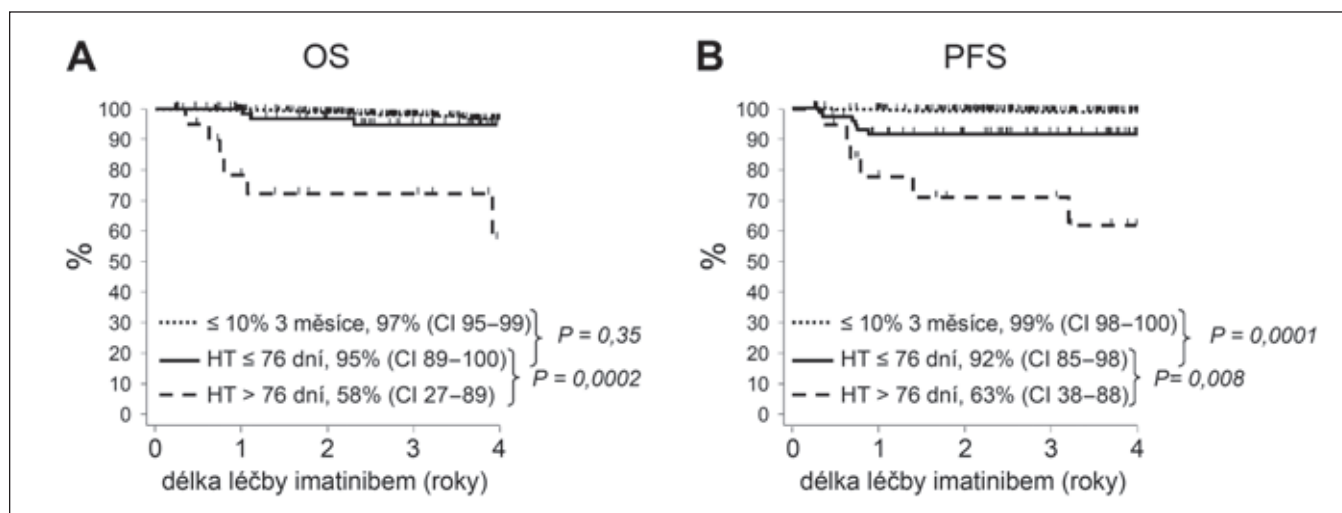 A OS
100
90
80
70
60
50
40
30
20
10
0
%
≤ 10% 3 měsíce, 97% (CI 95–99)
HT ≤ 76 dní, 95% (CI 89–100)
HT > 76 dní, 58% (CI 27–89)
P = 0,35
P = 0,0002
0 1 2 3 4
délka léčby imatinibem (roky)
B PFS
100
90
80
70
60
50
40
30
20
10
0
%
≤ 10% 3 měsíce, 99% (CI 98–100)
HT ≤ 76 dní, 92% (CI 85–98)
HT > 76 dní, 63% (CI 38–88)
P = 0,0001
P= 0,008
0 1 2 3 4
délka léčby imatinibem (roky)